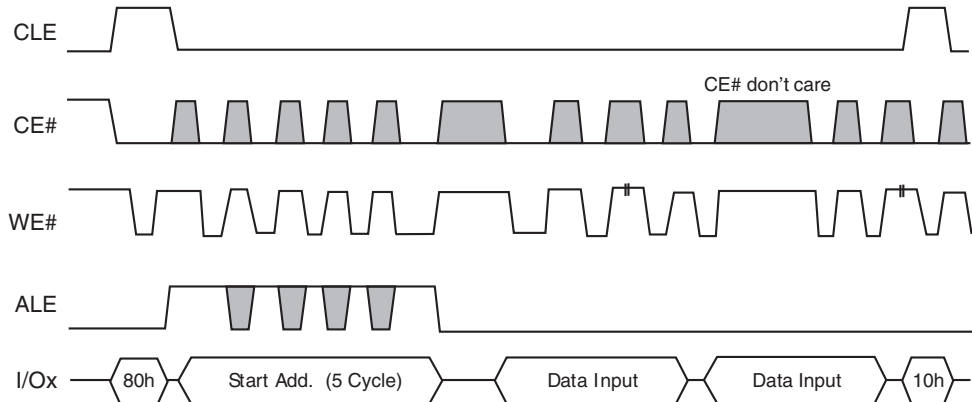 CLE
CE# don't care
CE#
WE#
ALE
I/Ox
80h
Start Add. (5 Cycle)
Data Input
Data Input
10h